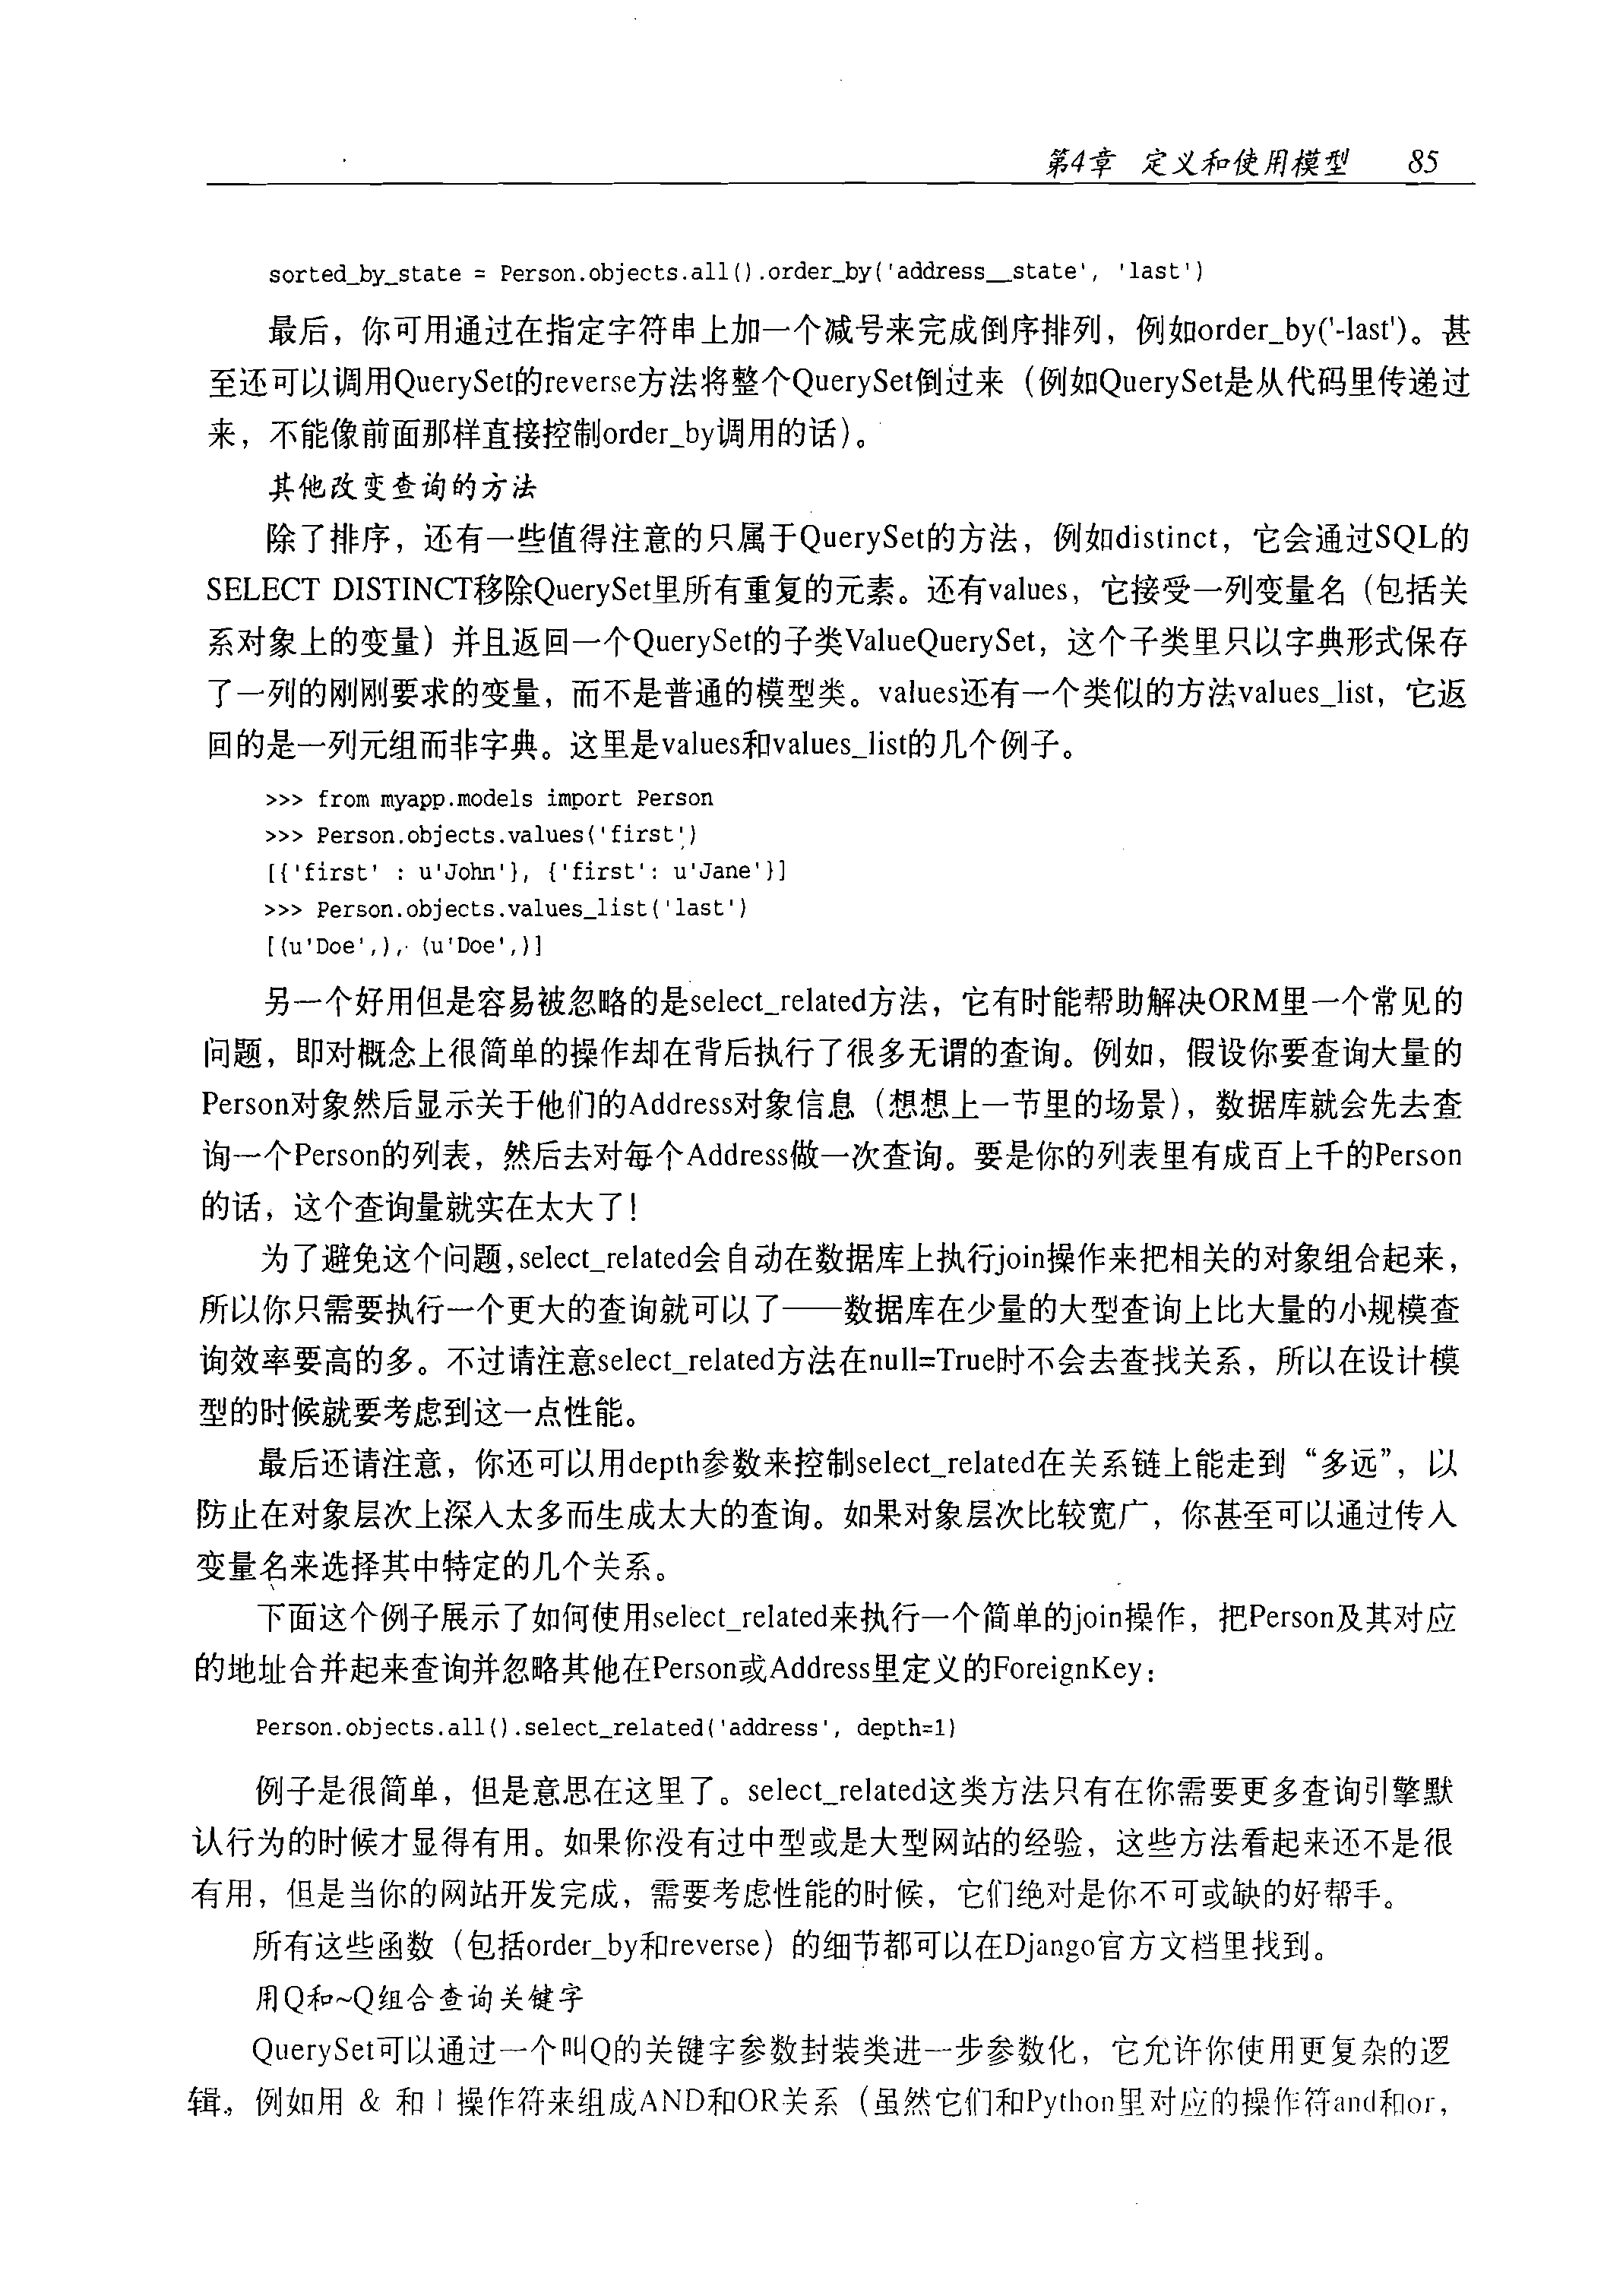 第4章 定义和使用模型 85
sorted_by_state = Person.objects.all().order_by('address__state', 'last')
最后，你可用通过在指定字符串上加一个减号来完成倒序排列，例如order_by('-last')。甚
至还可以调用QuerySet的reverse方法将整个QuerySet倒过来（例如QuerySet是从代码里传递过
来，不能像前面那样直接控制order_by调用的话）。
其他改变查询的方法
除了排序，还有一些值得注意的只属于QuerySet的方法，例如distinct，它会通过SQL的
SELECT DISTINCT移除QuerySet里所有重复的元素。还有values，它接受一列变量名（包括关
系对象上的变量）并且返回一个QuerySet的子类ValueQuerySet，这个子类里只以字典形式保存
了一列的刚刚要求的变量，而不是普通的模型类。values还有一个类似的方法values_list，它返
回的是一列元组而非字典。这里是values和values_list的几个例子。
>>> from myapp.models import Person
>>> Person.objects.values('first')
[{'first' : u'John'}, {'first': u'Jane'}]
>>> Person.objects.values_list('last')
[(u'Doe',), (u'Doe',)]
另一个好用但是容易被忽略的是select_related方法，它有时能帮助解决ORM里一个常见的
问题，即对概念上很简单的操作却在背后执行了很多无谓的查询。例如，假设你要查询大量的
Person对象然后显示关于他们的Address对象信息（想想上一节里的场景），数据库就会先去查
询一个Person的列表，然后去对每个Address做一次查询。要是你的列表里有成百上千的Person
的话，这个查询量就实在太大了！
为了避免这个问题，select_related会自动在数据库上执行join操作来把相关的对象组合起来，
所以你只需要执行一个更大的查询就可以了——数据库在少量的大型查询上比大量的小规模查
询效率要高的多。不过请注意select_related方法在null=True时不会去查找关系，所以在设计模
型的时候就要考虑到这一点性能。
最后还请注意，你还可以用depth参数来控制select_related在关系链上能走到“多远”，以
防止在对象层次上深入太多而生成太大的查询。如果对象层次比较宽广，你甚至可以通过传入
变量名来选择其中特定的几个关系。
下面这个例子展示了如何使用select_related来执行一个简单的join操作，把Person及其对应
的地址合并起来查询并忽略其他在Person或Address里定义的ForeignKey：
Person.objects.all().select_related('address', depth=1)
例子是很简单，但是意思在这里了。select_related这类方法只有在你需要更多查询引擎默
认行为的时候才显得有用。如果你没有过中型或是大型网站的经验，这些方法看起来还不是很
有用，但是当你的网站开发完成，需要考虑性能的时候，它们绝对是你不可或缺的好帮手。
所有这些函数（包括order_by和reverse）的细节都可以在Django官方文档里找到。
用Q和~Q组合查询关键字
QuerySet可以通过一个叫Q的关键字参数封装类进一步参数化，它允许你使用更复杂的逻
辑，例如用 & 和 | 操作符来组成AND和OR关系（虽然它们和Python里对应的操作符and和or，